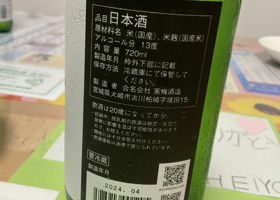 品目 日本酒
原材料名 米(国産)、米麹(国産米)
アルコール分 13度
内容量 720ml
製造年月 枠外下部に記載
保存方法 冷蔵庫にて保管して
ください。
製造者 合名会社 寒梅酒造
宮城県大崎市古川柏崎字境田15
飲酒は20歳になってから。
要冷蔵
製造年月
2024. 04